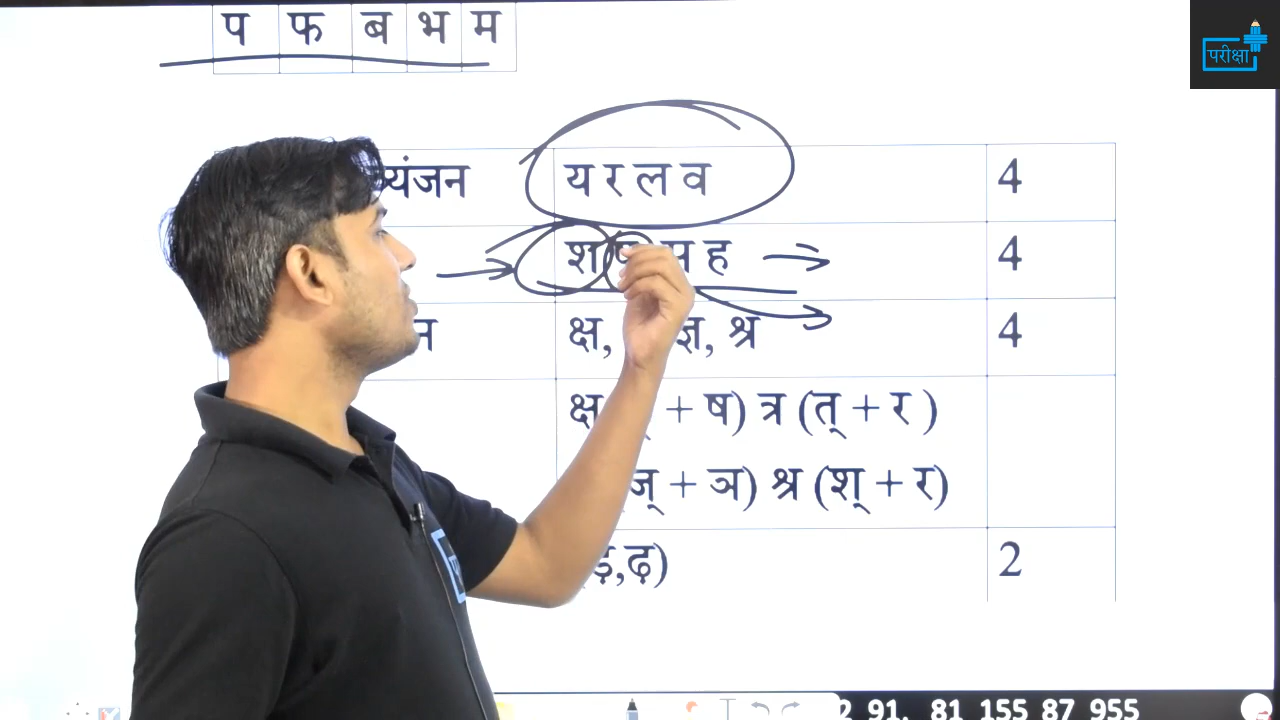 प फ ब भ म
परीक्षा
व्यंजन य र ल व 4
श ष स ह 4
क्ष, ज्ञ, श्र 4
क्ष + ष) त्र (त् + र )
ज् + ञ) श्र (श् + र)
ड़,ढ़) 2
2 91, 81 155 87 955